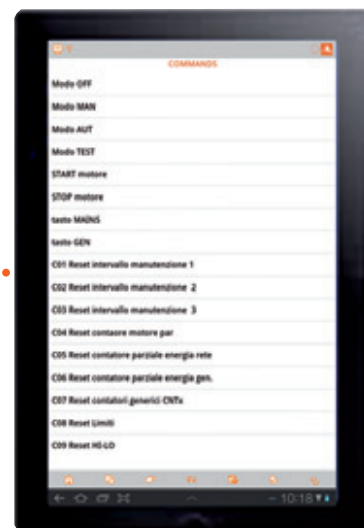 COMMANDS
Modo OFF
Modo MAN
Modo AUT
Modo TEST
START motore
STOP motore
tasto MAINS
tasto GEN
C01 Reset intervallo manutenzione 1
C02 Reset intervallo manutenzione 2
C03 Reset intervallo manutenzione 3
C04 Reset contaore motore par
C05 Reset contatore parziale energia rete
C06 Reset contatore parziale energia gen.
C07 Reset contatori generici CNTx
C08 Reset Limiti
C09 Reset HI-LO
10:18